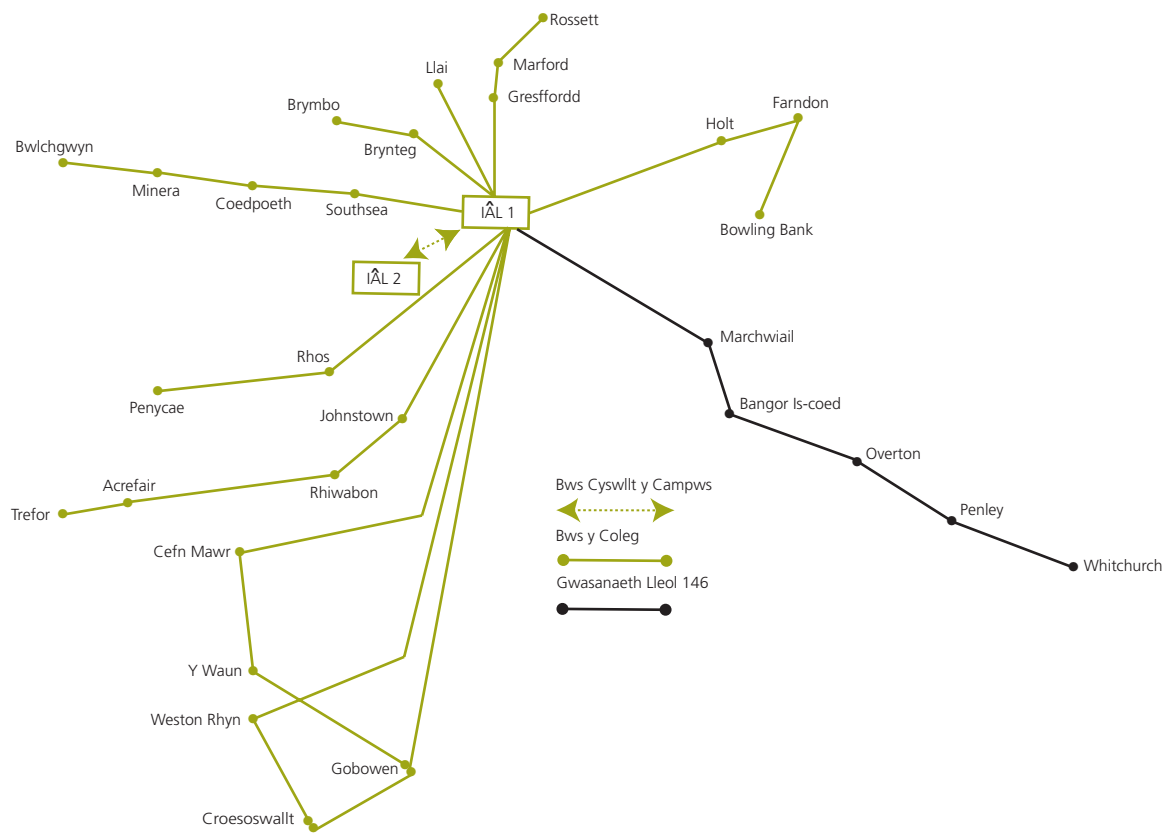 Rossett
Marford
Llai
Gresffordd
Brymbo
Farndon
Holt
Brynteg
Bwlchgwyn
Minera
Coedpoeth
Southsea
IÂL 1
Bowling Bank
IÂL 2
Marchwiail
Rhos
Penycae
Bangor Is-coed
Johnstown
Overton
Acrefair
Rhiwabon
Trefor
Bws Cyswllt y Campws
Penley
Bws y Coleg
Cefn Mawr
Whitchurch
Gwasanaeth Lleol 146
Y Waun
Weston Rhyn
Gobowen
Croesoswallt